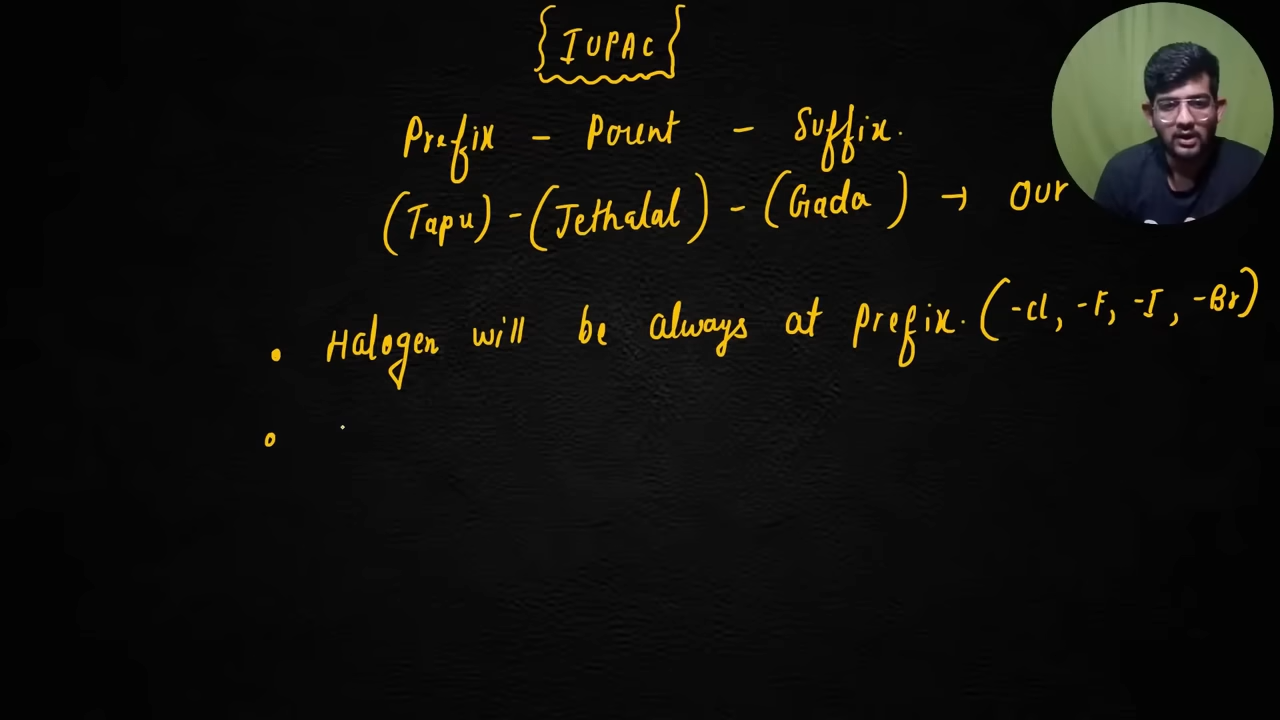 {IUPAC}
Prefix - Parent - Suffix.
(Tapu) - (Jethalal) - (Gada) → our
• Halogen will be always at prefix. (-Cl, -F, -I, -Br)